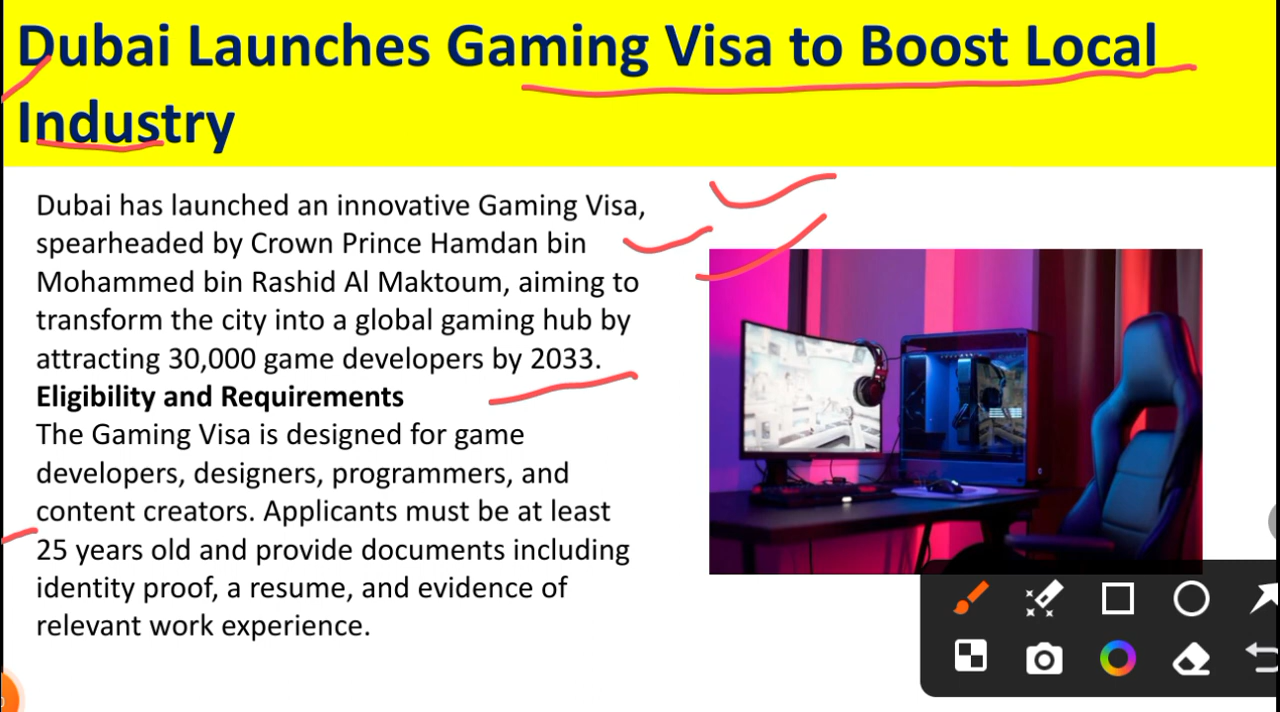 Dubai Launches Gaming Visa to Boost Local
Industry
Dubai has launched an innovative Gaming Visa,
spearheaded by Crown Prince Hamdan bin
Mohammed bin Rashid Al Maktoum, aiming to
transform the city into a global gaming hub by
attracting 30,000 game developers by 2033.
Eligibility and Requirements
The Gaming Visa is designed for game
developers, designers, programmers, and
content creators. Applicants must be at least
25 years old and provide documents including
identity proof, a resume, and evidence of
relevant work experience.